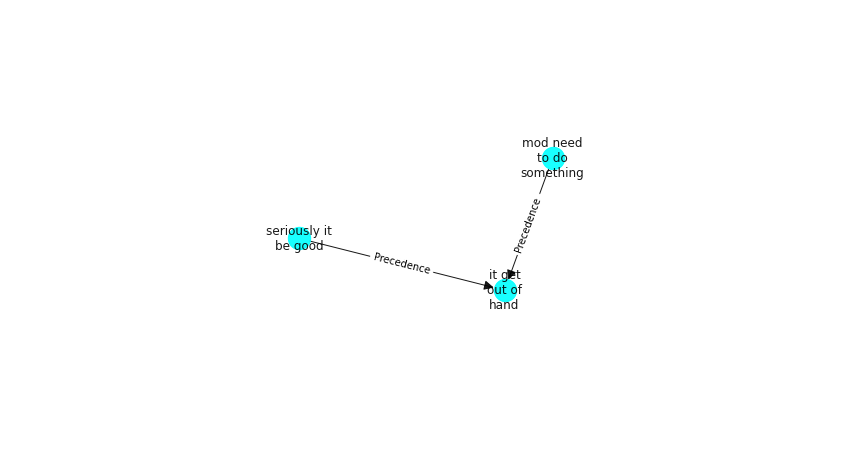 mod need
to do
something
Precedence
seriously it
be good
Precedence
it get
out of
hand